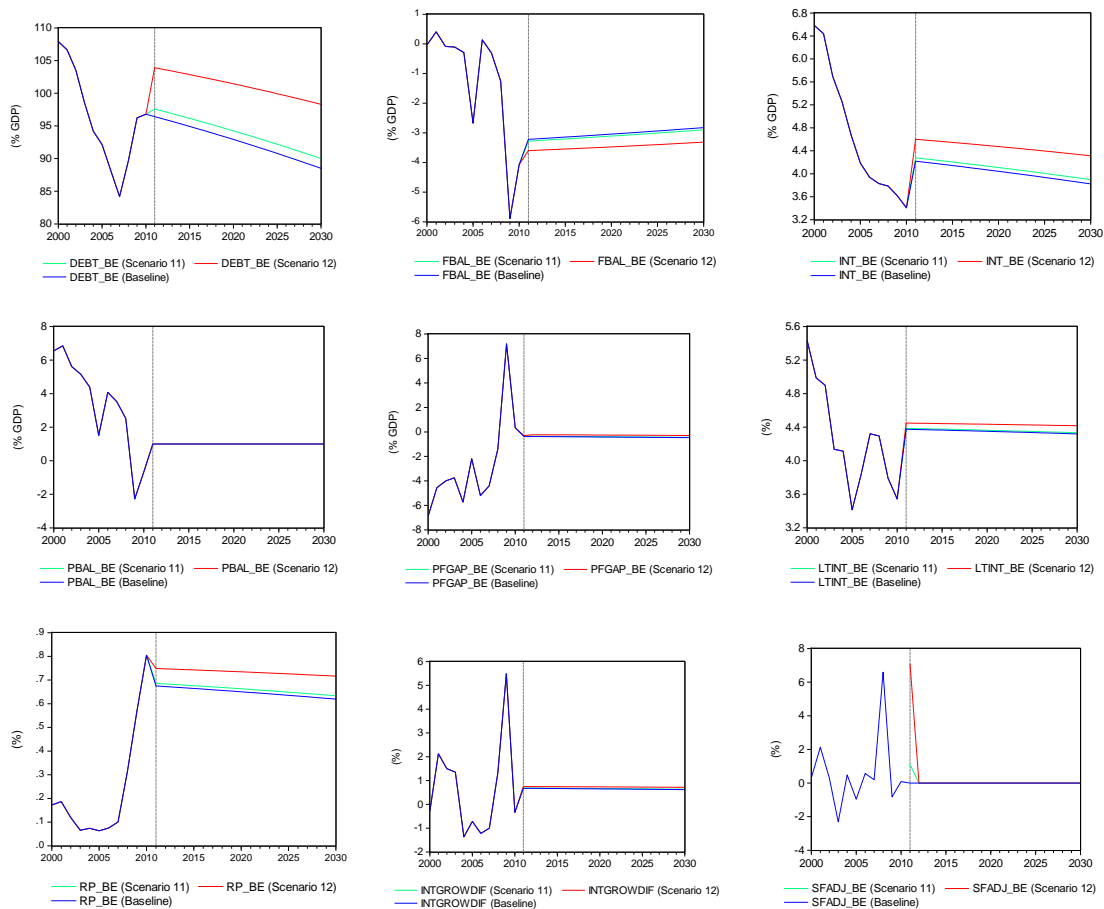 110
105
100
95
90
85
80
(% GDP)
2000 2005 2010 2015 2020 2025 2030
DEBT_BE (Scenario 11) DEBT_BE (Scenario 12)
DEBT_BE (Baseline)
1
0
-1
-2
-3
-4
-5
-6
(% GDP)
2000 2005 2010 2015 2020 2025 2030
FBAL_BE (Scenario 11) FBAL_BE (Scenario 12)
FBAL_BE (Baseline)
6.8
6.4
6.0
5.6
5.2
4.8
4.4
4.0
3.6
3.2
(% GDP)
2000 2005 2010 2015 2020 2025 2030
INT_BE (Scenario 11) INT_BE (Scenario 12)
INT_BE (Baseline)
8
6
4
2
0
-2
-4
(% GDP)
2000 2005 2010 2015 2020 2025 2030
PBAL_BE (Scenario 11) PBAL_BE (Scenario 12)
PBAL_BE (Baseline)
8
6
4
2
0
-2
-4
-6
-8
(% GDP)
2000 2005 2010 2015 2020 2025 2030
PFGAP_BE (Scenario 11) PFGAP_BE (Scenario 12)
PFGAP_BE (Baseline)
5.6
5.2
4.8
4.4
4.0
3.6
3.2
(%)
2000 2005 2010 2015 2020 2025 2030
LTINT_BE (Scenario 11) LTINT_BE (Scenario 12)
LTINT_BE (Baseline)
.9
.8
.7
.6
.5
.4
.3
.2
.1
.0
(%)
2000 2005 2010 2015 2020 2025 2030
RP_BE (Scenario 11) RP_BE (Scenario 12)
RP_BE (Baseline)
6
5
4
3
2
1
0
-1
-2
(%)
2000 2005 2010 2015 2020 2025 2030
INTGROWDIF (Scenario 11) INTGROWDIF (Scenario 12)
INTGROWDIF (Baseline)
8
6
4
2
0
-2
-4
(%)
2000 2005 2010 2015 2020 2025 2030
SFADJ_BE (Scenario 11) SFADJ_BE (Scenario 12)
SFADJ_BE (Baseline)